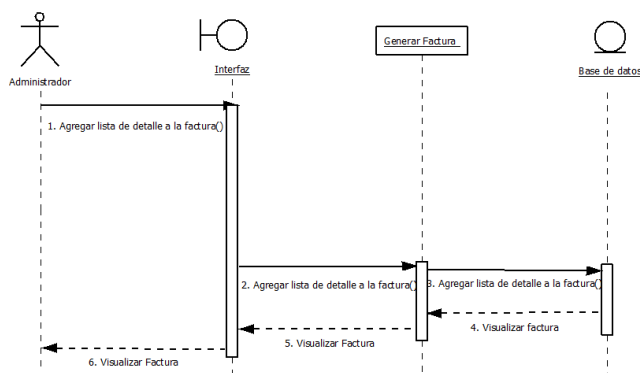 Administrador
Interfaz
Generar Factura
Base de datos
1. Agregar lista de detalle a la factura()
2. Agregar lista de detalle a la factura()
3. Agregar lista de detalle a la factura()
4. Visualizar factura
5. Visualizar Factura
6. Visualizar Factura